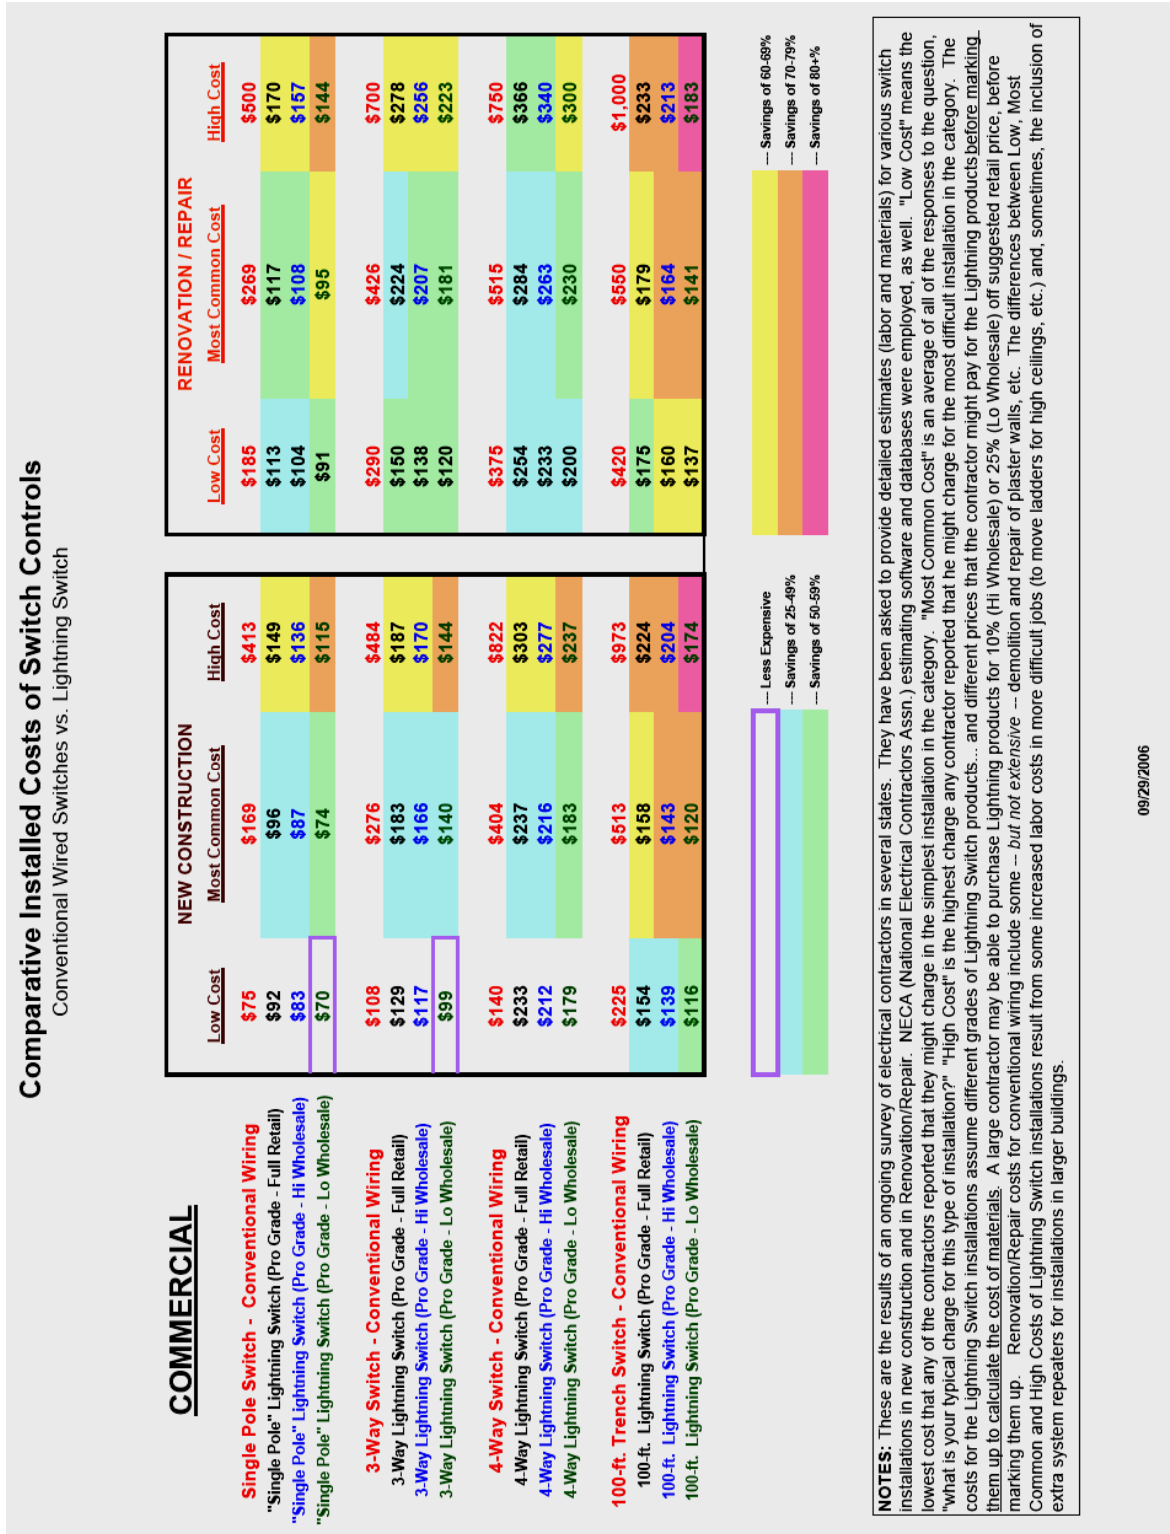 Comparative Installed Costs of Switch Controls
Conventional Wired Switches vs. Lightning Switch
COMMERCIAL
NEW CONSTRUCTION RENOVATION / REPAIR
Low Cost Most Common Cost High Cost Low Cost Most Common Cost High Cost
Single Pole Switch - Conventional Wiring $75 $169 $413 $185 $269 $500
"Single Pole" Lightning Switch (Pro Grade - Full Retail) $92 $96 $149 $113 $117 $170
"Single Pole" Lightning Switch (Pro Grade - Hi Wholesale) $83 $87 $136 $104 $108 $157
"Single Pole" Lightning Switch (Pro Grade - Lo Wholesale) $70 $74 $115 $91 $95 $144
3-Way Switch - Conventional Wiring $108 $276 $484 $290 $426 $700
3-Way Lightning Switch (Pro Grade - Full Retail) $129 $183 $187 $150 $224 $278
3-Way Lightning Switch (Pro Grade - Hi Wholesale) $117 $166 $170 $138 $207 $256
3-Way Lightning Switch (Pro Grade - Lo Wholesale) $99 $140 $144 $120 $181 $223
4-Way Switch - Conventional Wiring $140 $404 $822 $375 $515 $750
4-Way Lightning Switch (Pro Grade - Full Retail) $233 $237 $303 $254 $284 $366
4-Way Lightning Switch (Pro Grade - Hi Wholesale) $212 $216 $277 $233 $263 $340
4-Way Lightning Switch (Pro Grade - Lo Wholesale) $179 $183 $237 $200 $230 $300
100-ft. Trench Switch - Conventional Wiring $225 $513 $973 $420 $550 $1,000
100-ft. Lightning Switch (Pro Grade - Full Retail) $154 $158 $224 $175 $179 $233
100-ft. Lightning Switch (Pro Grade - Hi Wholesale) $139 $143 $204 $160 $164 $213
100-ft. Lightning Switch (Pro Grade - Lo Wholesale) $116 $120 $174 $137 $141 $183
--- Less Expensive --- Savings of 60-69%
--- Savings of 25-49% --- Savings of 70-79%
--- Savings of 50-59% --- Savings of 80+%
NOTES: These are the results of an ongoing survey of electrical contractors in several states. They have been asked to provide detailed estimates (labor and materials) for various switch
installations in new construction and in Renovation/Repair. NECA (National Electrical Contractors Assn.) estimating software and databases were employed, as well. "Low Cost" means the
lowest cost that any of the contractors reported that they might charge in the simplest installation in the category. "Most Common Cost" is an average of all of the responses to the question,
"what is your typical charge for this type of installation?" "High Cost" is the highest charge any contractor reported that he might charge for the most difficult installation in the category. The
costs for the Lightning Switch installations assume different grades of Lightning Switch products... and different prices that the contractor might pay for the Lightning products before marking
them up to calculate the cost of materials. A large contractor may be able to purchase Lightning products for 10% (Hi Wholesale) or 25% (Lo Wholesale) off suggested retail price, before
marking them up. Renovation/Repair costs for conventional wiring include some -- but not extensive -- demolition and repair of plaster walls, etc. The differences between Low, Most
Common and High Costs of Lightning Switch installations result from some increased labor costs in more difficult jobs (to move ladders for high ceilings, etc.) and, sometimes, the inclusion of
extra system repeaters for installations in larger buildings.
09/29/2006